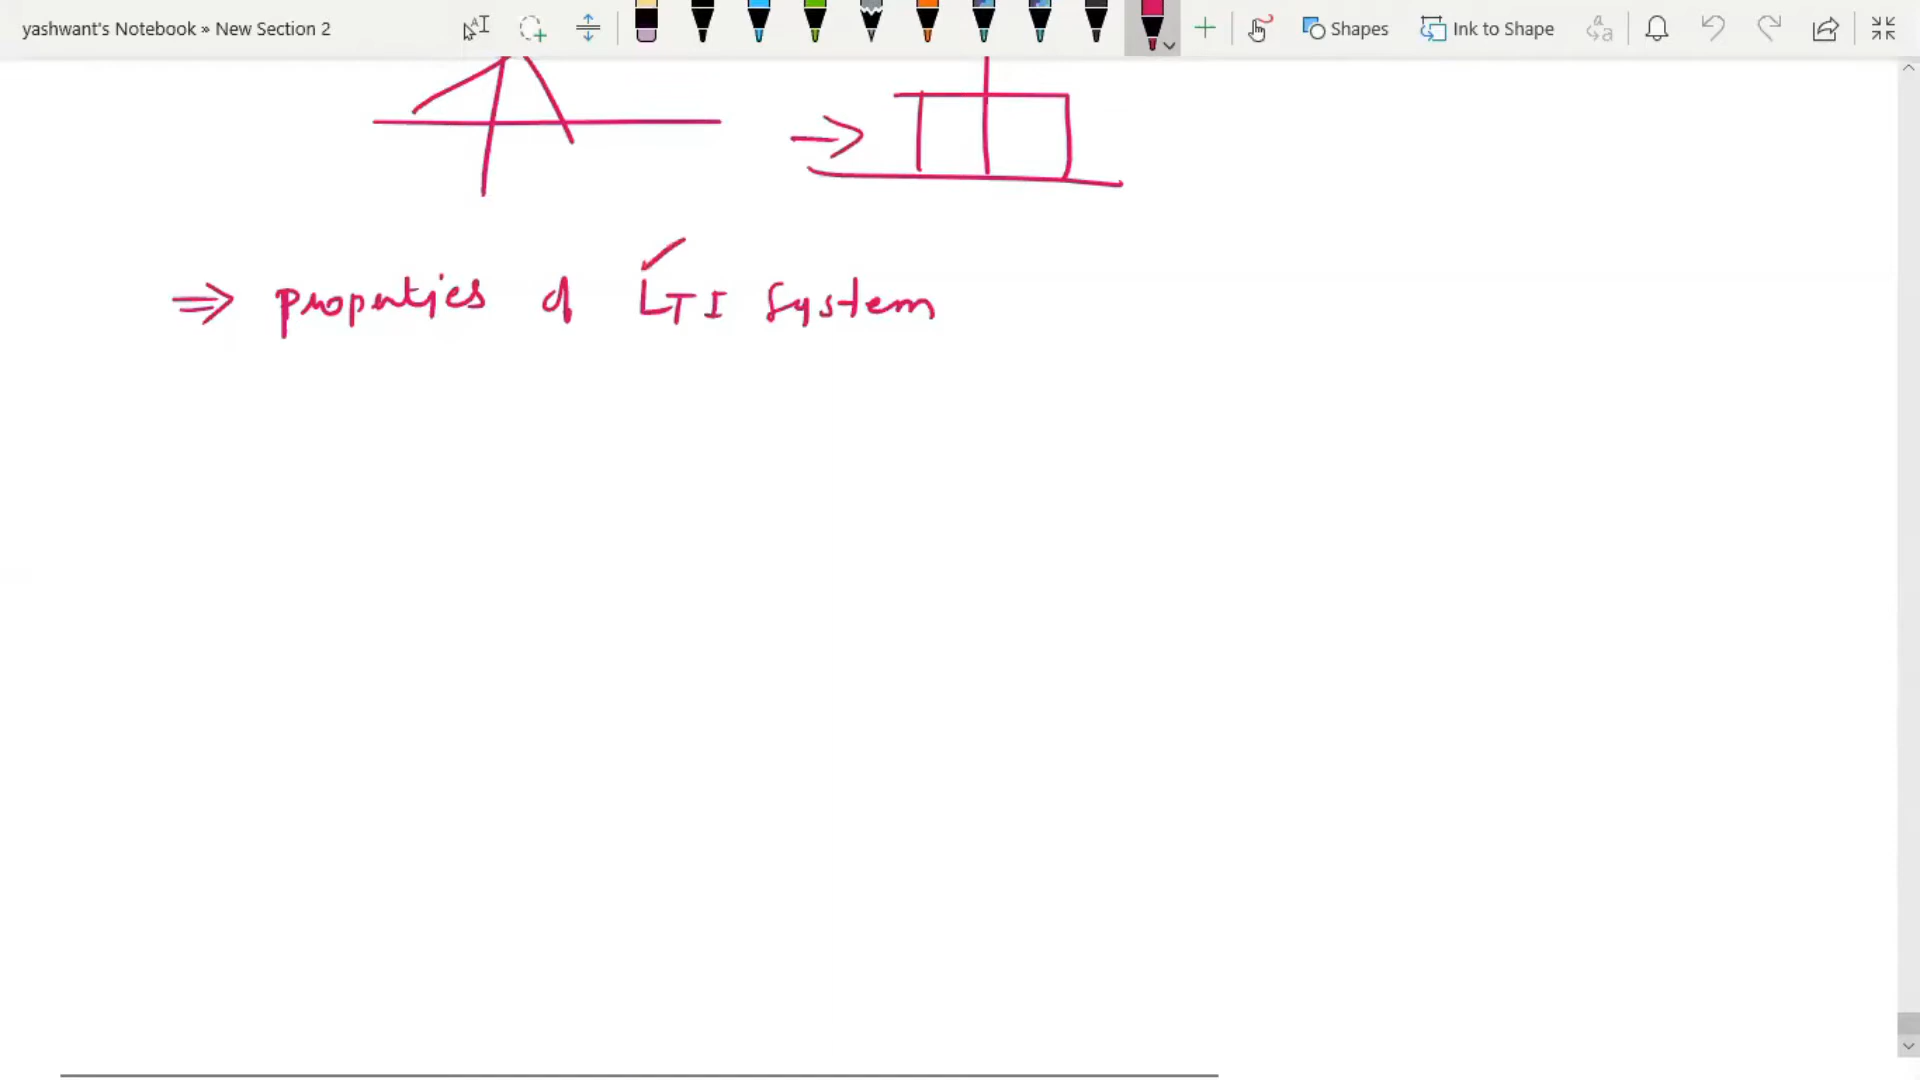 yashwant's Notebook » New Section 2
Shapes
Ink to Shape
⇒ properties of LTI System